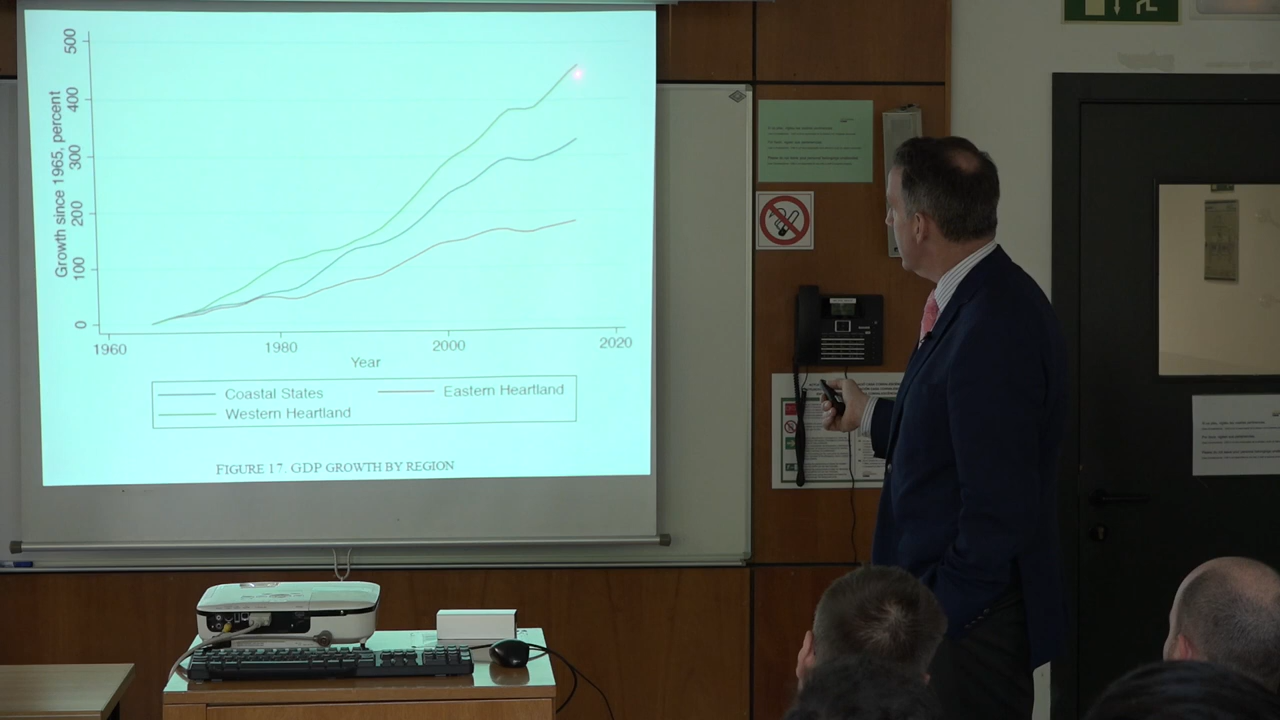 500
400
300
200
100
0
Growth since 1965, percent
1960
1980
2000
2020
Year
Coastal States
Eastern Heartland
Western Heartland
FIGURE 17. GDP GROWTH BY REGION